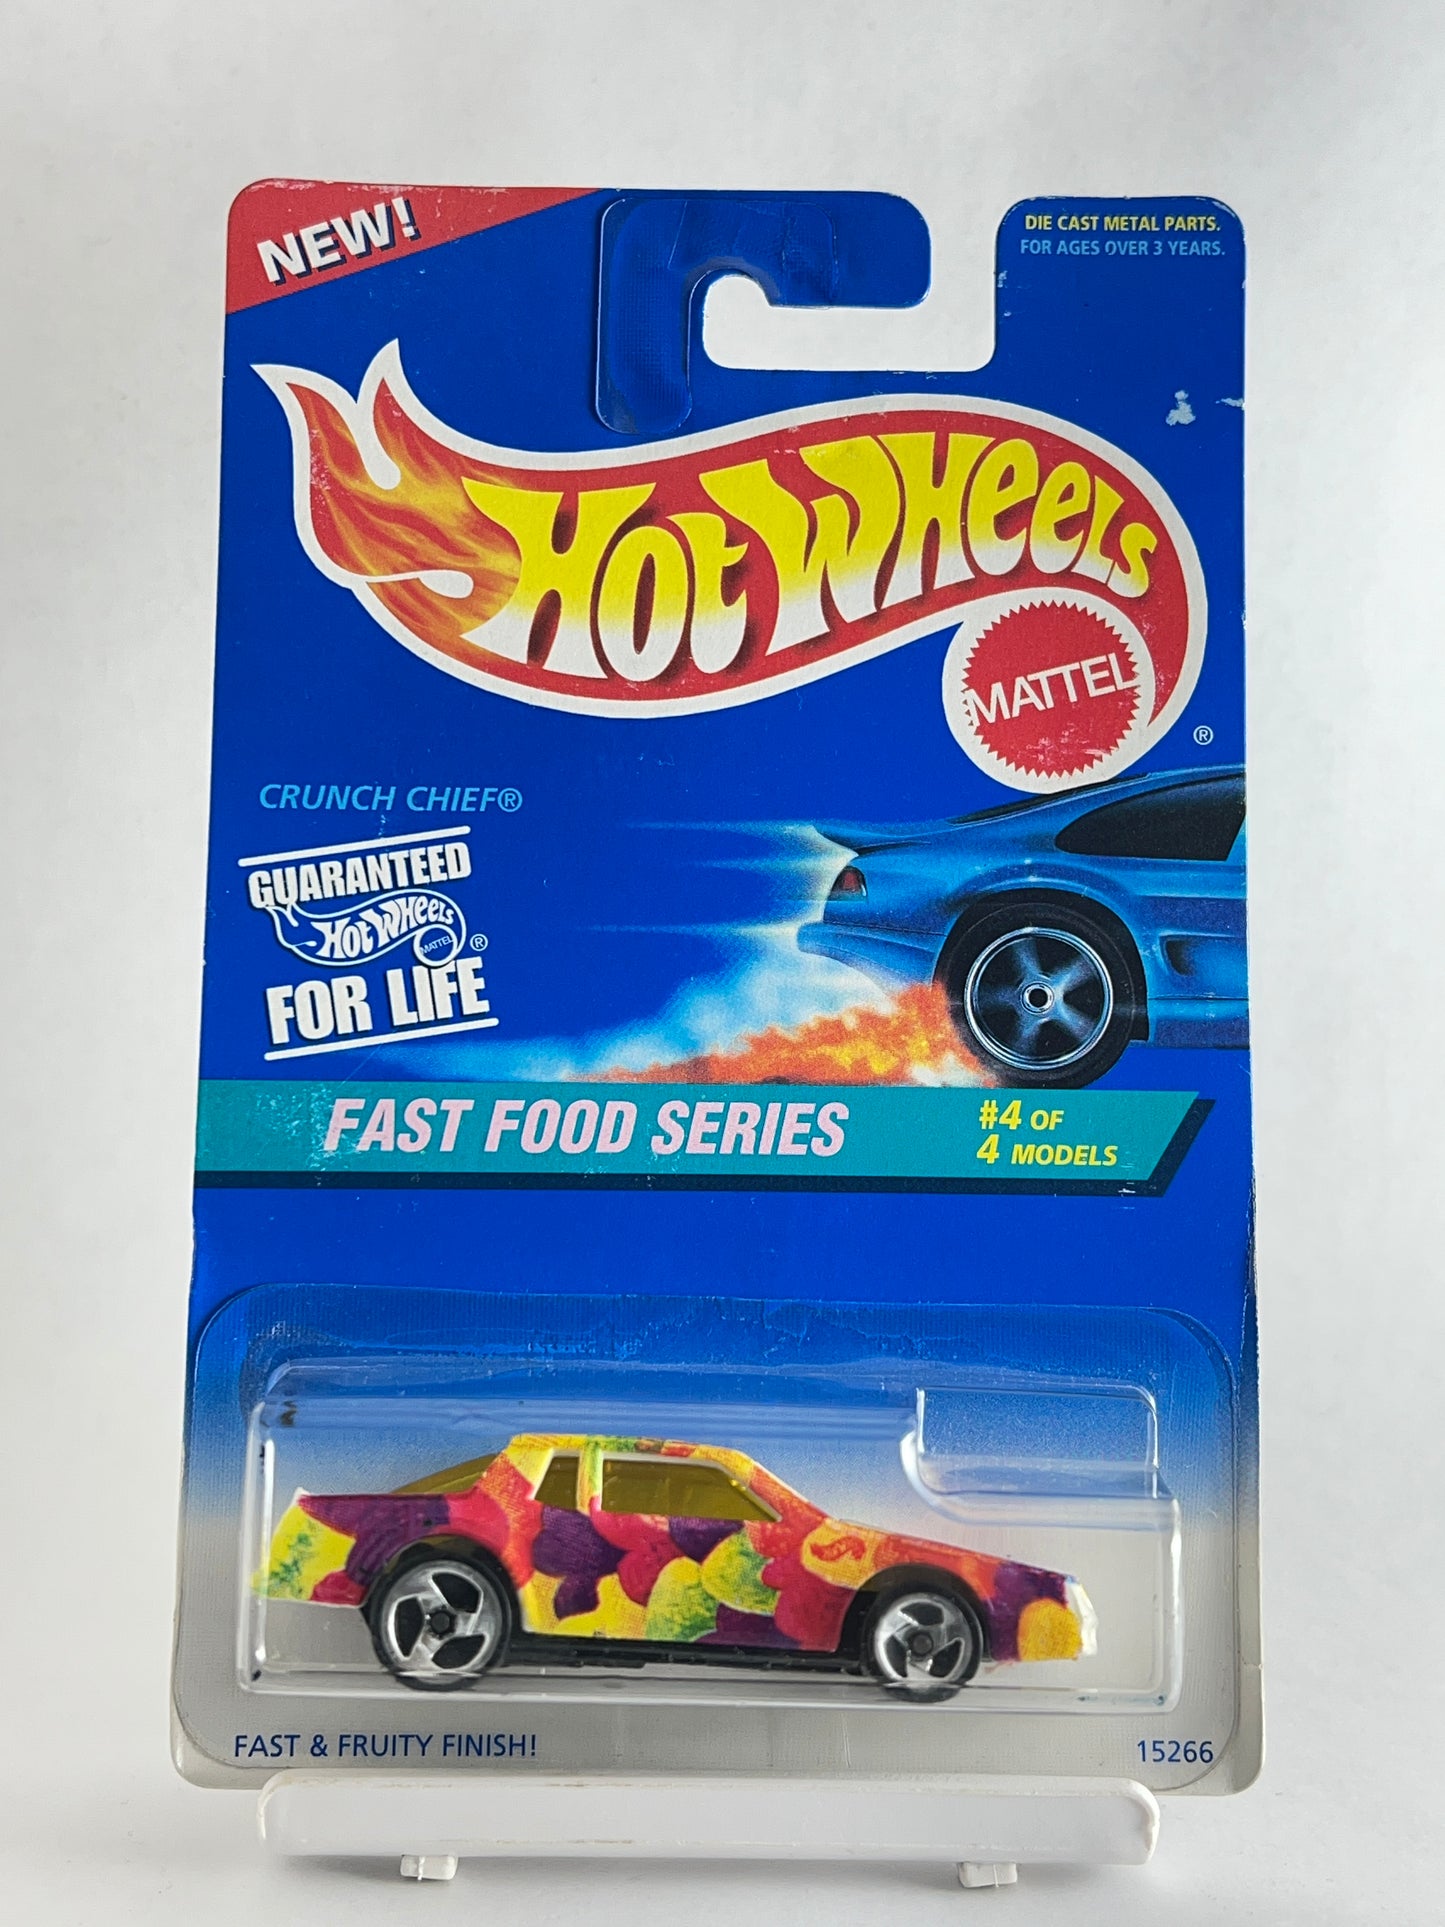 NEW!
DIE CAST METAL PARTS.
FOR AGES OVER 3 YEARS.
HOT WHEELS
MATTEL
®
CRUNCH CHIEF®
GUARANTEED
HOT WHEELS
MATTEL
®
FOR LIFE
FAST FOOD SERIES
#4 OF
4 MODELS
FAST & FRUITY FINISH!
15266